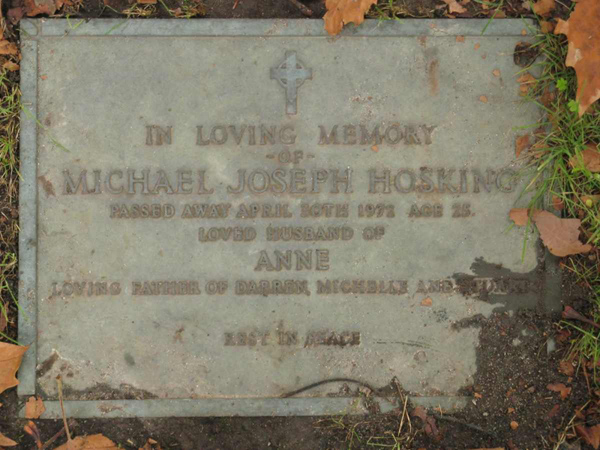 IN LOVING MEMORY
-OF-
MICHAEL JOSEPH HOSKING
PASSED AWAY APRIL 30TH 1972 AGE 25.
LOVED HUSBAND OF
ANNE
LOVING FATHER OF DARREN, MICHELLE AND
REST IN PEACE